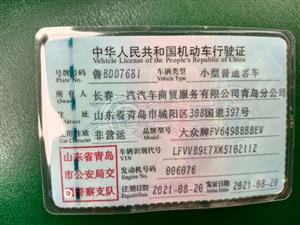 中华人民共和国机动车行驶证
Vehicle License of the People's Republic of China
号牌号码 鲁BDD768J 车辆类型 小型普通客车
Plate No. Vehicle Type
所有人 长春一汽汽车商贸服务有限公司青岛分公司
Owner
住址 山东省青岛市城阳区308国道397号
Address
使用性质 非营运 品牌型号 大众牌FV6498BBBEV
Use Character Model
山东省青岛
市公安局交
警察支队
车辆识别代号 LFVVB9E7XM5102112
VIN
发动机号码 006076
Engine No.
注册日期 2021-08-20 发证日期 2021-08-20
Register Date Issue Date